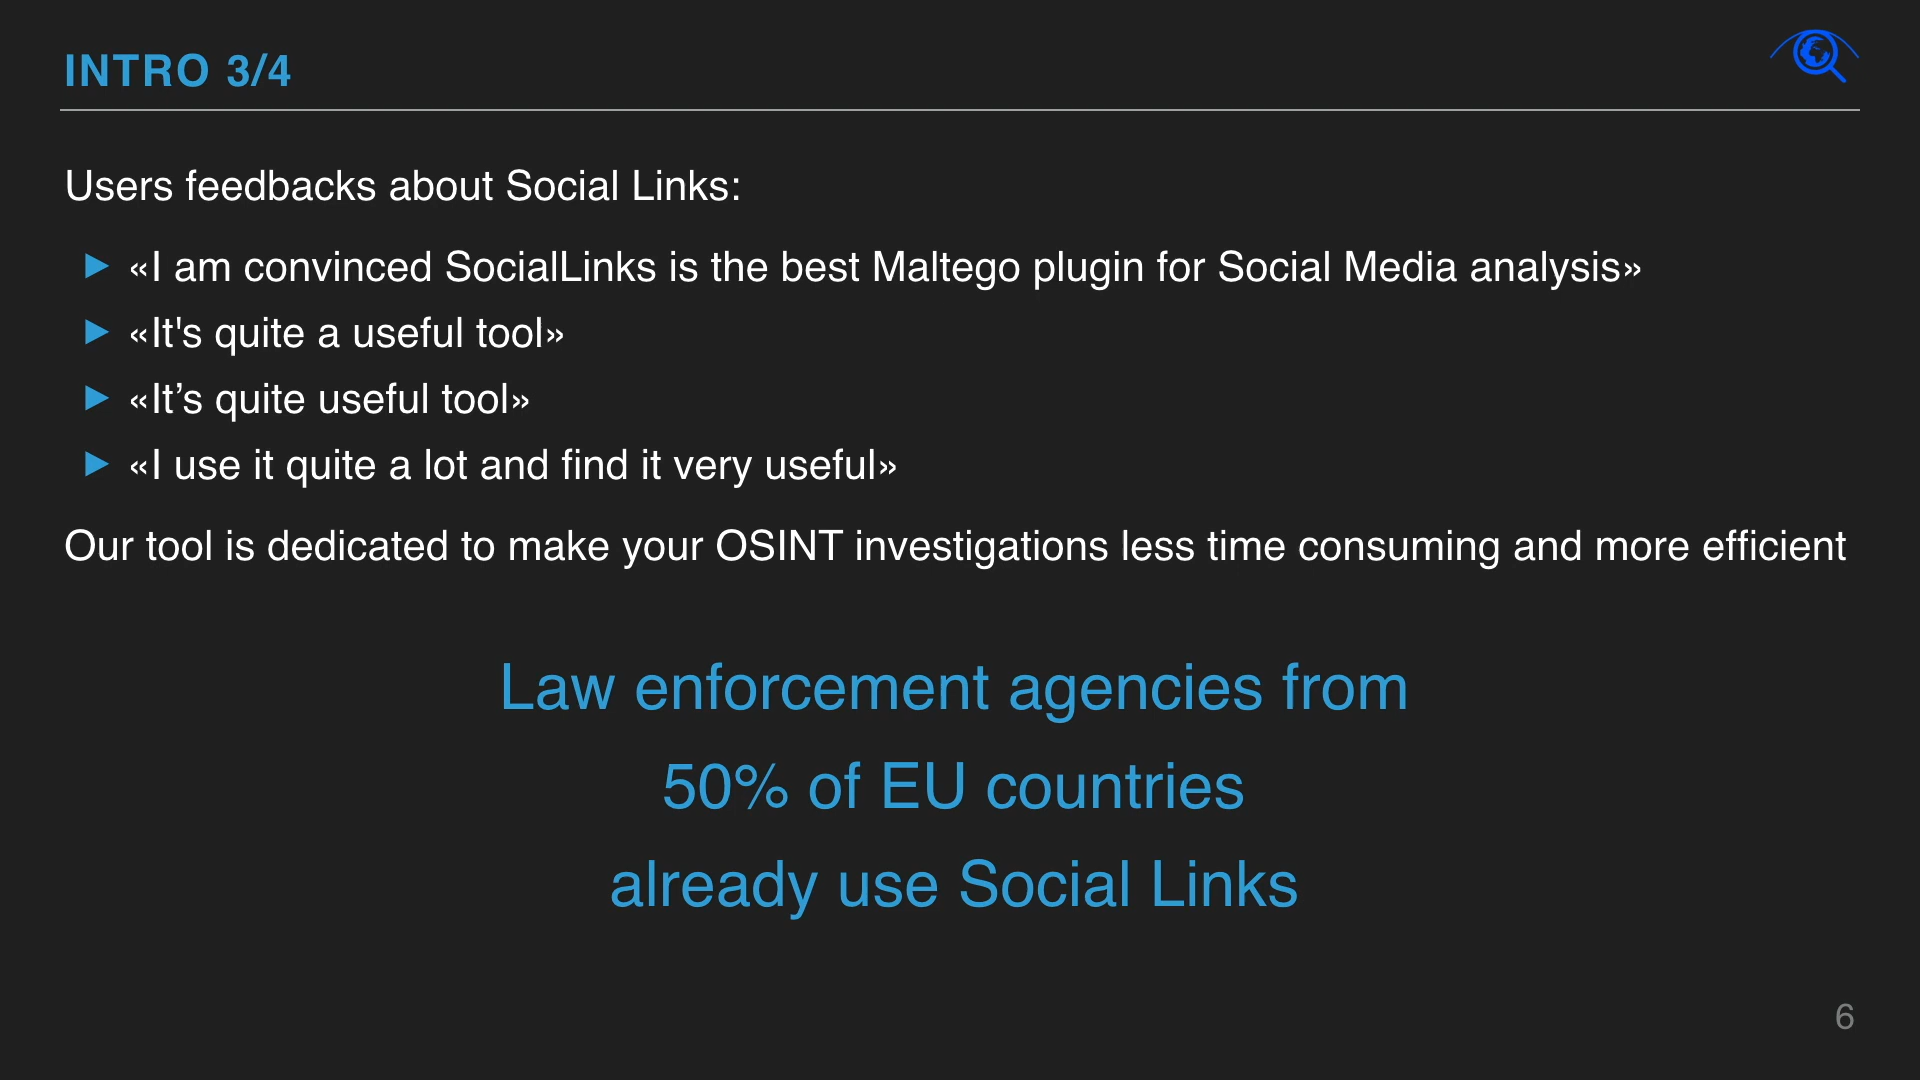 INTRO 3/4
Users feedbacks about Social Links:
▶ «I am convinced SocialLinks is the best Maltego plugin for Social Media analysis»
▶ «It's quite a useful tool»
▶ «It’s quite useful tool»
▶ «I use it quite a lot and find it very useful»
Our tool is dedicated to make your OSINT investigations less time consuming and more efficient
Law enforcement agencies from
50% of EU countries
already use Social Links
6